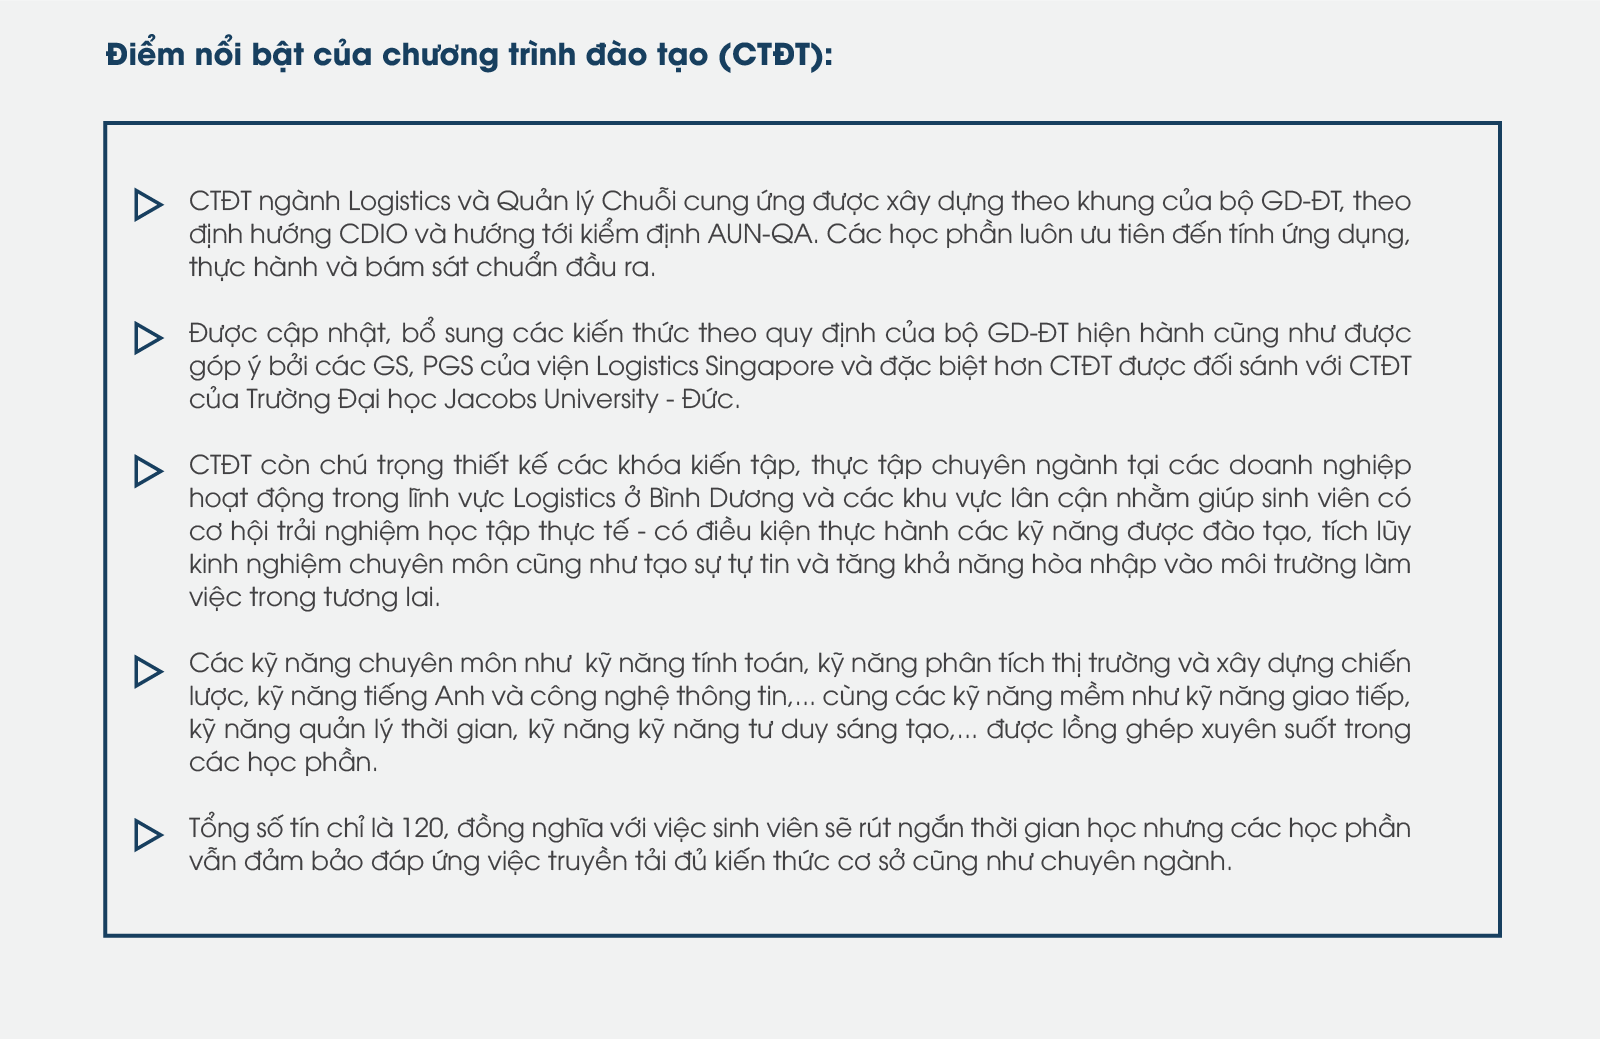 Điểm nổi bật của chương trình đào tạo (CTĐT):
CTĐT ngành Logistics và Quản lý Chuỗi cung ứng được xây dựng theo khung của bộ GD-ĐT, theo
định hướng CDIO và hướng tới kiểm định AUN-QA. Các học phần luôn ưu tiên đến tính ứng dụng,
thực hành và bám sát chuẩn đầu ra.
Được cập nhật, bổ sung các kiến thức theo quy định của bộ GD-ĐT hiện hành cũng như được
góp ý bởi các GS, PGS của viện Logistics Singapore và đặc biệt hơn CTĐT được đối sánh với CTĐT
của Trường Đại học Jacobs University - Đức.
CTĐT còn chú trọng thiết kế các khóa kiến tập, thực tập chuyên ngành tại các doanh nghiệp
hoạt động trong lĩnh vực Logistics ở Bình Dương và các khu vực lân cận nhằm giúp sinh viên có
cơ hội trải nghiệm học tập thực tế - có điều kiện thực hành các kỹ năng được đào tạo, tích lũy
kinh nghiệm chuyên môn cũng như tạo sự tự tin và tăng khả năng hòa nhập vào môi trường làm
việc trong tương lai.
Các kỹ năng chuyên môn như  kỹ năng tính toán, kỹ năng phân tích thị trường và xây dựng chiến
lược, kỹ năng tiếng Anh và công nghệ thông tin,... cùng các kỹ năng mềm như kỹ năng giao tiếp,
kỹ năng quản lý thời gian, kỹ năng kỹ năng tư duy sáng tạo,... được lồng ghép xuyên suốt trong
các học phần.
Tổng số tín chỉ là 120, đồng nghĩa với việc sinh viên sẽ rút ngắn thời gian học nhưng các học phần
vẫn đảm bảo đáp ứng việc truyền tải đủ kiến thức cơ sở cũng như chuyên ngành.